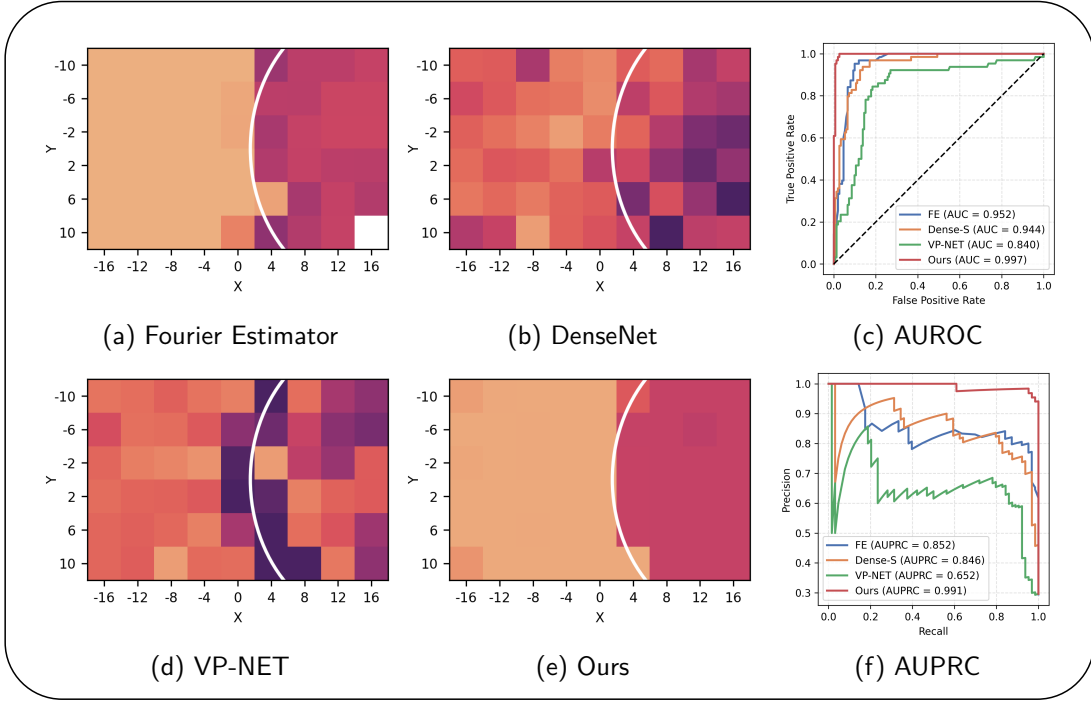 -10
-6
-2
2
6
10
Y
-16 -12 -8 -4 0 4 8 12 16
X
(a) Fourier Estimator
-10
-6
-2
2
6
10
Y
-16 -12 -8 -4 0 4 8 12 16
X
(b) DenseNet
1.0
0.8
0.6
0.4
0.2
0.0
True Positive Rate
FE (AUC = 0.952)
Dense-S (AUC = 0.944)
VP-NET (AUC = 0.840)
Ours (AUC = 0.997)
0.0 0.2 0.4 0.6 0.8 1.0
False Positive Rate
(c) AUROC
-10
-6
-2
2
6
10
Y
-16 -12 -8 -4 0 4 8 12 16
X
(d) VP-NET
-10
-6
-2
2
6
10
Y
-16 -12 -8 -4 0 4 8 12 16
X
(e) Ours
1.0
0.9
0.8
0.7
0.6
0.5
0.4
0.3
Precision
FE (AUPRC = 0.852)
Dense-S (AUPRC = 0.846)
VP-NET (AUPRC = 0.652)
Ours (AUPRC = 0.991)
0.0 0.2 0.4 0.6 0.8 1.0
Recall
(f) AUPRC